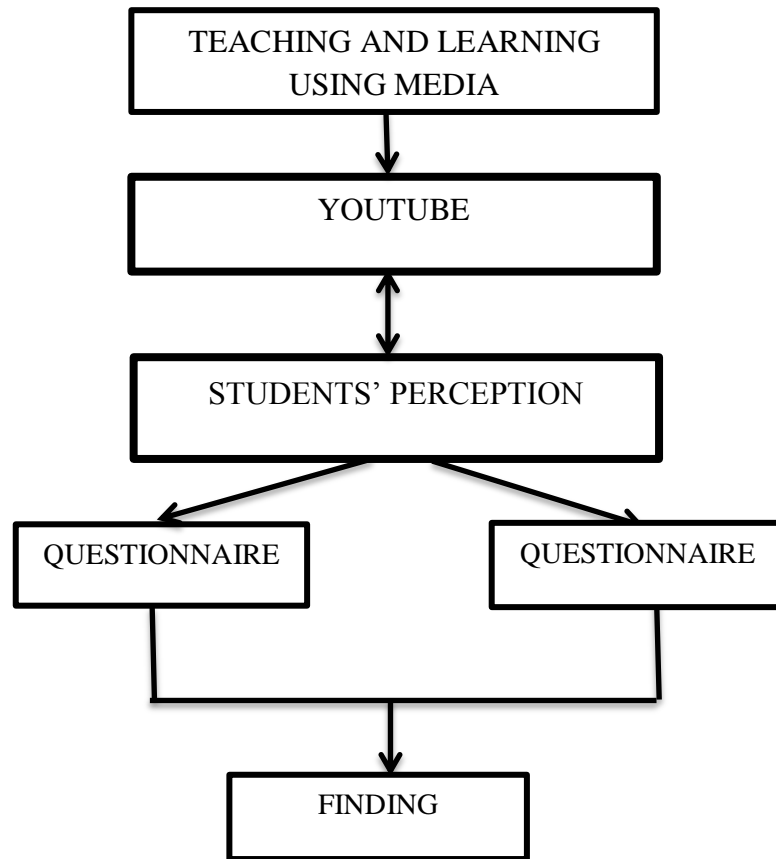 TEACHING AND LEARNING
USING MEDIA
YOUTUBE
STUDENTS’ PERCEPTION
QUESTIONNAIRE
QUESTIONNAIRE
FINDING